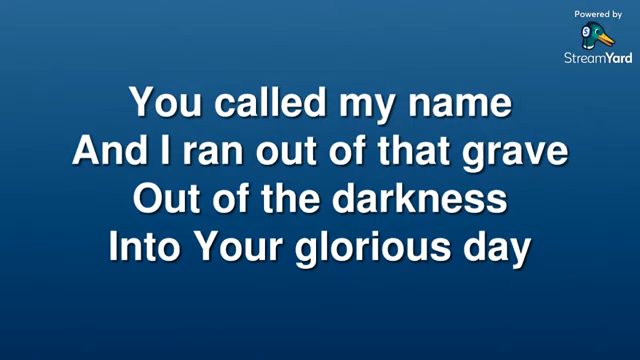 Powered by
StreamYard
You called my name
And I ran out of that grave
Out of the darkness
Into Your glorious day